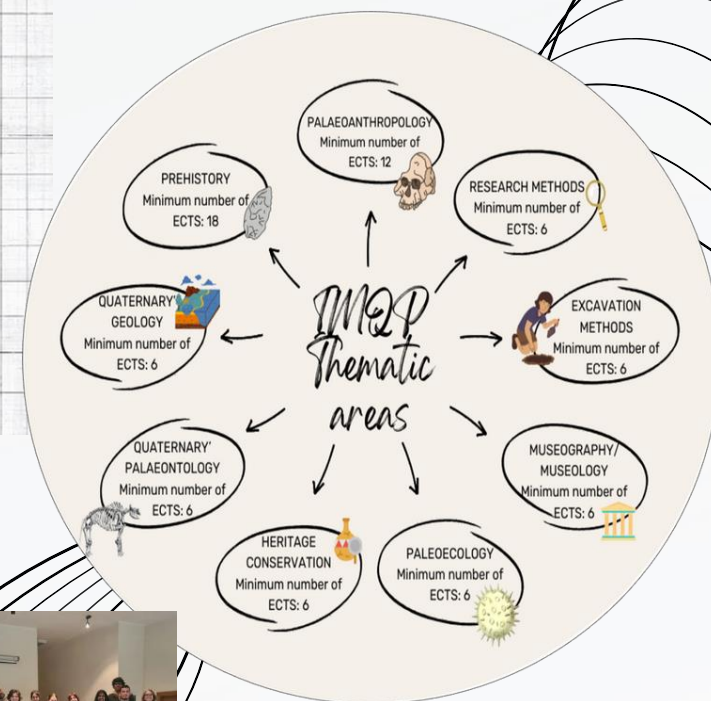 PALAEOANTHROPOLOGY
Minimum number of
ECTS: 12
PREHISTORY
Minimum number of
ECTS: 18
RESEARCH METHODS
Minimum number of
ECTS: 6
QUATERNARY'
GEOLOGY
Minimum number of
ECTS: 6
IMQP
Thematic
areas
EXCAVATION
METHODS
Minimum number of
ECTS: 6
QUATERNARY'
PALAEONTOLOGY
Minimum number of
ECTS: 6
MUSEOGRAPHY/
MUSEOLOGY
Minimum number of
ECTS: 6
HERITAGE
CONSERVATION
Minimum number of
ECTS: 6
PALEOECOLOGY
Minimum number of
ECTS: 6